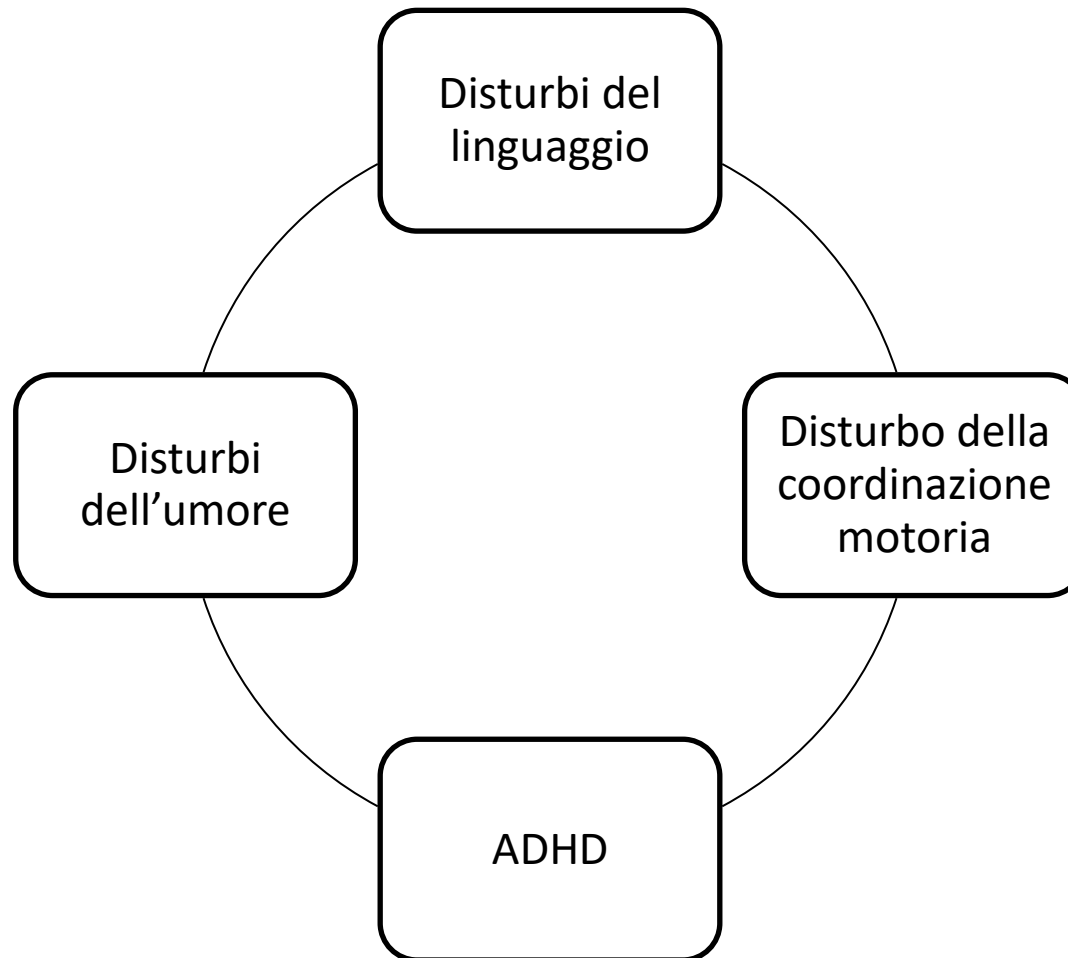 Disturbi del
linguaggio
Disturbo della
coordinazione
motoria
ADHD
Disturbi
dell’umore